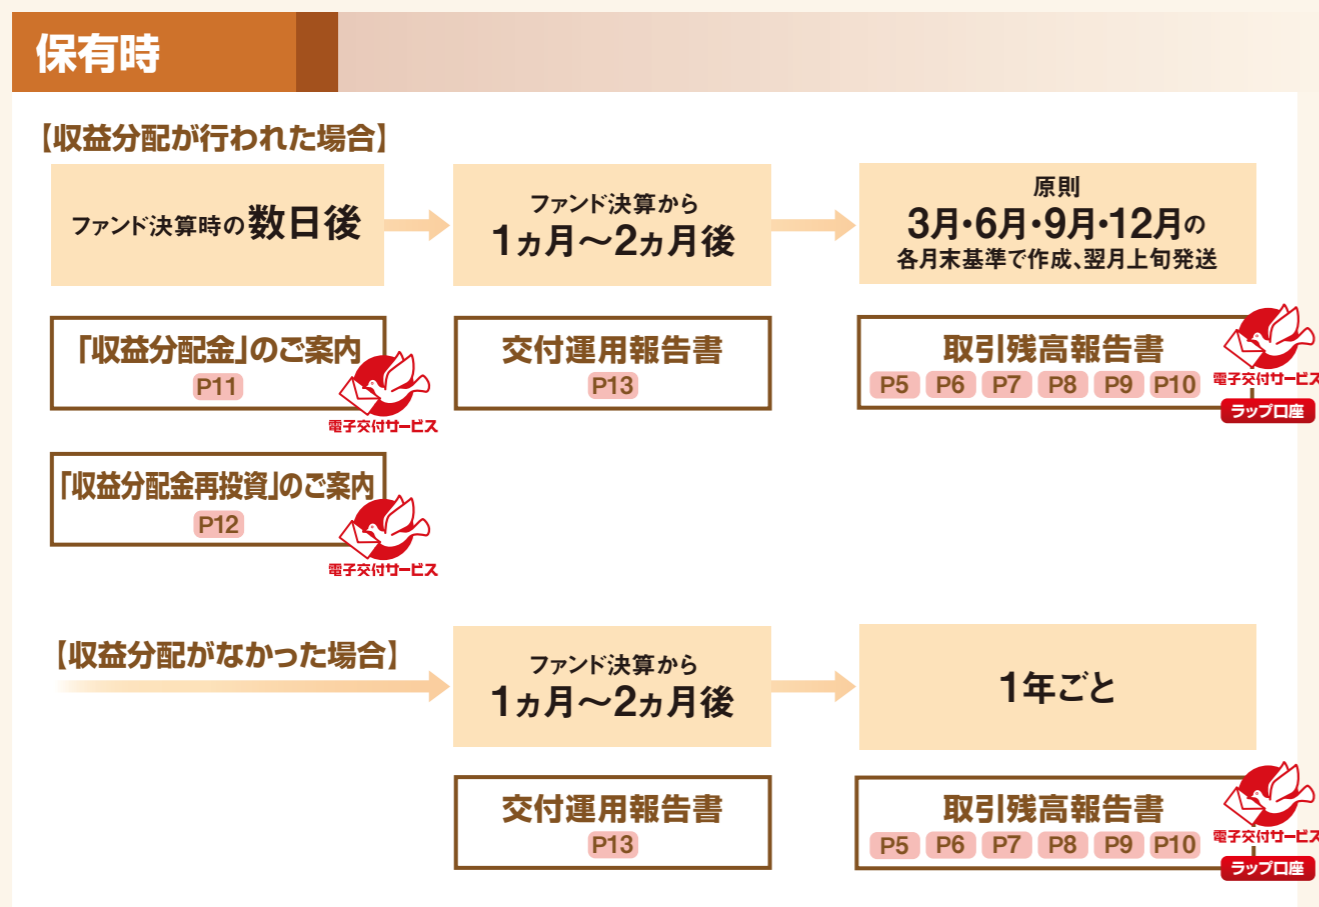 保有時
【収益分配が行われた場合】
ファンド決算時の数日後
ファンド決算から
1ヵ月〜2ヵ月後
原則
3月・6月・9月・12月の
各月末基準で作成、翌月上旬発送
「収益分配金」のご案内
P11
電子交付サービス
交付運用報告書
P13
取引残高報告書
P5 P6 P7 P8 P9 P10
電子交付サービス
ラップ口座
「収益分配金再投資」のご案内
P12
電子交付サービス
【収益分配がなかった場合】
ファンド決算から
1ヵ月〜2ヵ月後
1年ごと
交付運用報告書
P13
取引残高報告書
P5 P6 P7 P8 P9 P10
電子交付サービス
ラップ口座